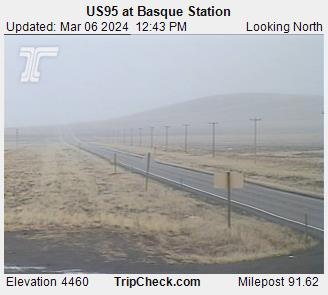 US95 at Basque Station
Updated: Mar 06 2024 12:43 PM Looking North
Elevation 4460 TripCheck.com Milepost 91.62